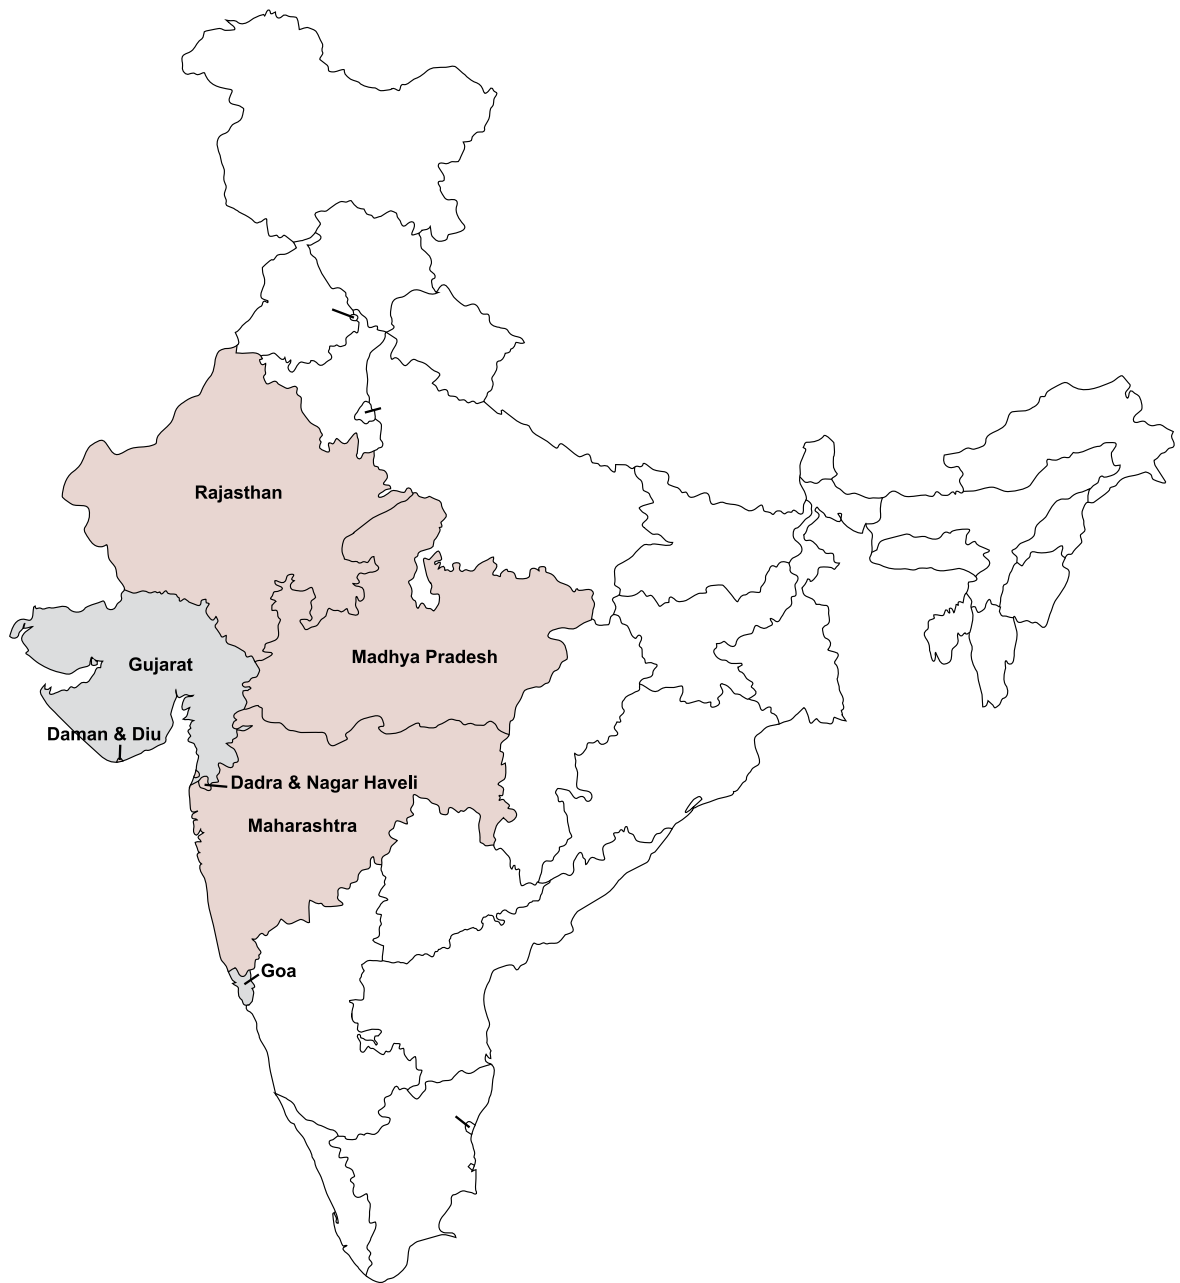 Rajasthan
Madhya Pradesh
Gujarat
Daman & Diu
Dadra & Nagar Haveli
Maharashtra
Goa